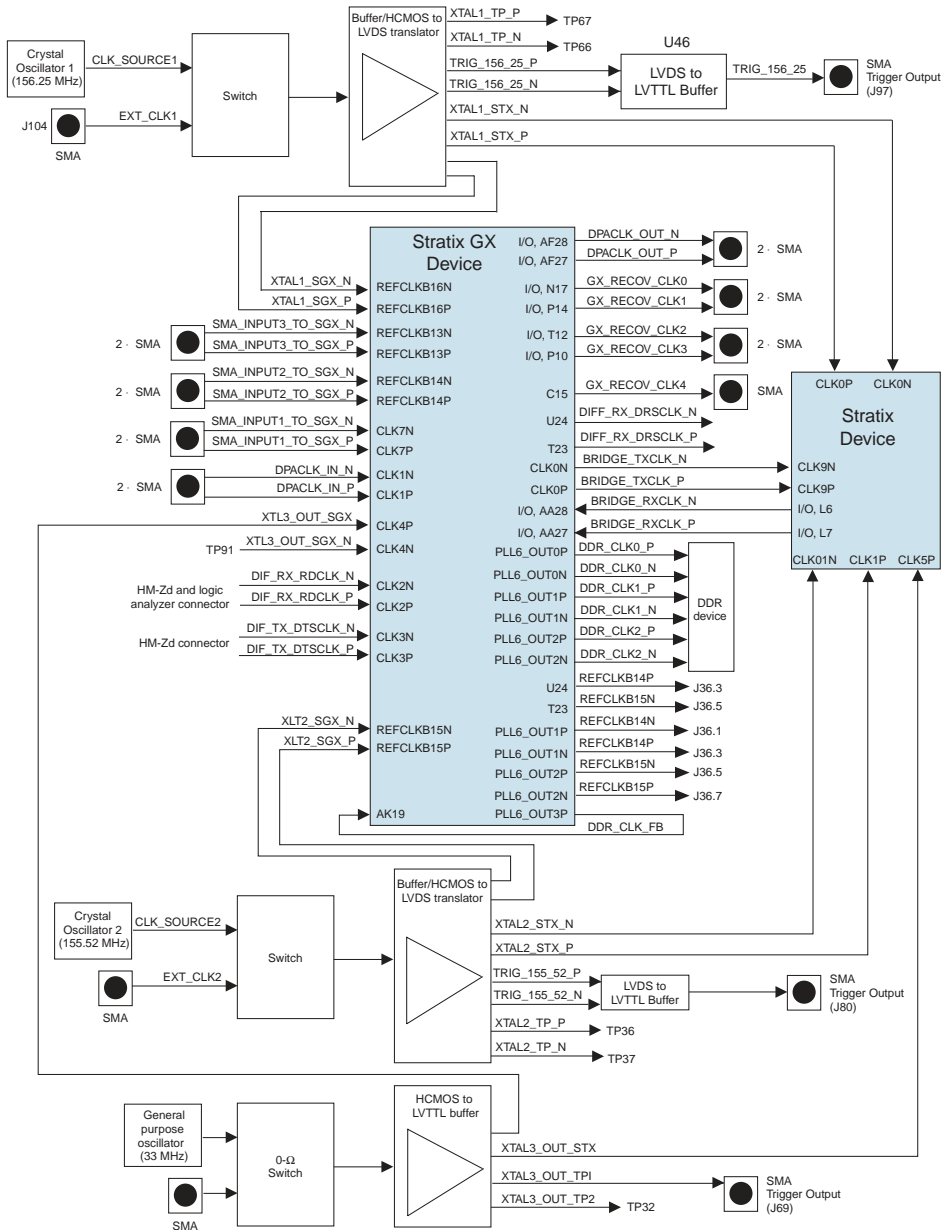 Buffer/HCMOS to
LVDS translator
XTAL1_TP_P
TP67
XTAL1_TP_N
TP66
TRIG_156_25_P
TRIG_156_25_N
U46
LVDS to
LVTTL Buffer
TRIG_156_25
SMA
Trigger Output
(J97)
XTAL1_STX_N
XTAL1_STX_P
Crystal
Oscillator 1
(156.25 MHz)
CLK_SOURCE1
Switch
J104
EXT_CLK1
SMA
Stratix GX
Device
XTAL1_SGX_N
REFCLKB16N
XTAL1_SGX_P
REFCLKB16P
2 · SMA
SMA_INPUT3_TO_SGX_N
REFCLKB13N
SMA_INPUT3_TO_SGX_P
REFCLKB13P
2 · SMA
SMA_INPUT2_TO_SGX_N
REFCLKB14N
SMA_INPUT2_TO_SGX_P
REFCLKB14P
2 · SMA
SMA_INPUT1_TO_SGX_N
CLK7N
SMA_INPUT1_TO_SGX_P
CLK7P
2 · SMA
DPACLK_IN_N
CLK1N
DPACLK_IN_P
CLK1P
XTL3_OUT_SGX
CLK4P
TP91
XTL3_OUT_SGX_N
CLK4N
HM-Zd and logic
analyzer connector
DIF_RX_RDCLK_N
CLK2N
DIF_RX_RDCLK_P
CLK2P
HM-Zd connector
DIF_TX_DTSCLK_N
CLK3N
DIF_TX_DTSCLK_P
CLK3P
XLT2_SGX_N
REFCLKB15N
XLT2_SGX_P
REFCLKB15P
AK19
I/O, AF28
DPACLK_OUT_N
I/O, AF27
DPACLK_OUT_P
2 · SMA
I/O, N17
GX_RECOV_CLK0
I/O, P14
GX_RECOV_CLK1
2 · SMA
I/O, T12
GX_RECOV_CLK2
I/O, P10
GX_RECOV_CLK3
2 · SMA
C15
GX_RECOV_CLK4
SMA
U24
DIFF_RX_DRSCLK_N
T23
DIFF_RX_DRSCLK_P
CLK0N
BRIDGE_TXCLK_N
CLK0P
BRIDGE_TXCLK_P
I/O, AA28
BRIDGE_RXCLK_N
I/O, AA27
BRIDGE_RXCLK_P
PLL6_OUT0P
DDR_CLK0_P
PLL6_OUT0N
DDR_CLK0_N
PLL6_OUT1P
DDR_CLK1_P
PLL6_OUT1N
DDR_CLK1_N
PLL6_OUT2P
DDR_CLK2_P
PLL6_OUT2N
DDR_CLK2_N
DDR
device
U24
REFCLKB14P
J36.3
T23
REFCLKB15N
J36.5
PLL6_OUT1P
REFCLKB14N
J36.1
PLL6_OUT1N
REFCLKB14P
J36.3
PLL6_OUT2P
REFCLKB15N
J36.5
PLL6_OUT2N
REFCLKB15P
J36.7
PLL6_OUT3P
DDR_CLK_FB
CLK0P
CLK0N
Stratix
Device
CLK9N
CLK9P
I/O, L6
I/O, L7
CLK01N
CLK1P
CLK5P
Crystal
Oscillator 2
(155.52 MHz)
CLK_SOURCE2
EXT_CLK2
SMA
Switch
Buffer/HCMOS to
LVDS translator
XTAL2_STX_N
XTAL2_STX_P
TRIG_155_52_P
TRIG_155_52_N
LVDS to
LVTTL Buffer
SMA
Trigger Output
(J80)
XTAL2_TP_P
TP36
XTAL2_TP_N
TP37
General
purpose
oscillator
(33 MHz)
SMA
0-Ω
Switch
HCMOS to
LVTTL buffer
XTAL3_OUT_STX
XTAL3_OUT_TPI
SMA
Trigger Output
(J69)
XTAL3_OUT_TP2
TP32